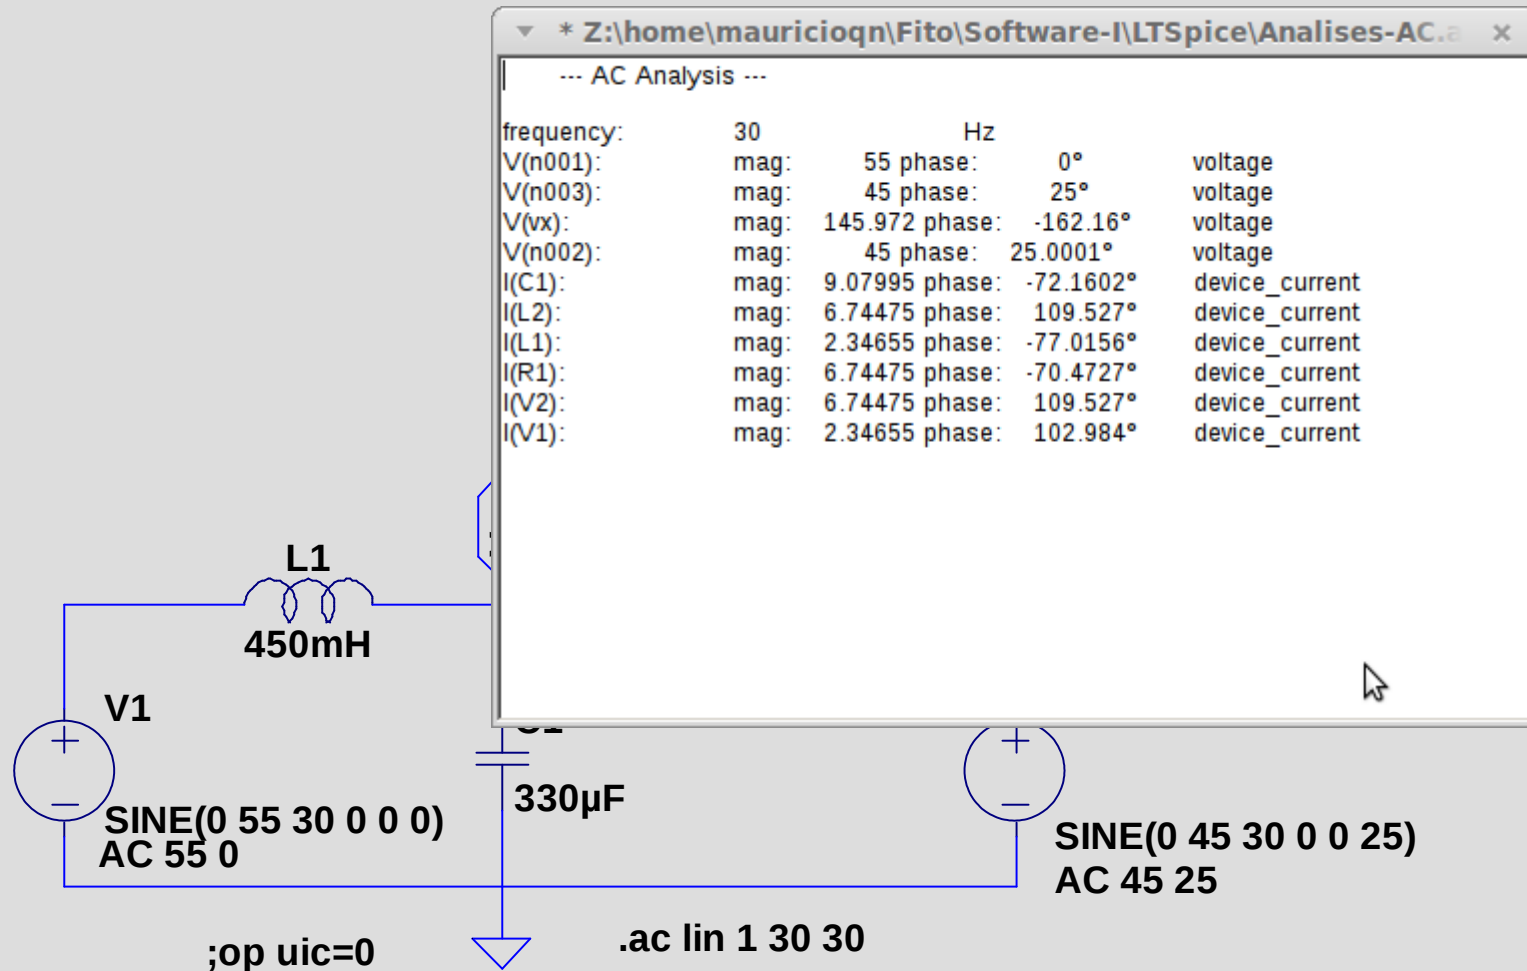 * Z:\home\mauricioqn\Fito\Software-I\LTSpice\Analises-AC.a
--- AC Analysis ---
frequency: 30 Hz
V(n001): mag: 55 phase: 0° voltage
V(n003): mag: 45 phase: 25° voltage
V(vx): mag: 145.972 phase: -162.16° voltage
V(n002): mag: 45 phase: 25.0001° voltage
I(C1): mag: 9.07995 phase: -72.1602° device_current
I(L2): mag: 6.74475 phase: 109.527° device_current
I(L1): mag: 2.34655 phase: -77.0156° device_current
I(R1): mag: 6.74475 phase: -70.4727° device_current
I(V2): mag: 6.74475 phase: 109.527° device_current
I(V1): mag: 2.34655 phase: 102.984° device_current
L1
450mH
V1
330µF
SINE(0 55 30 0 0 0)
AC 55 0
SINE(0 45 30 0 0 25)
AC 45 25
.ac lin 1 30 30
;op uic=0